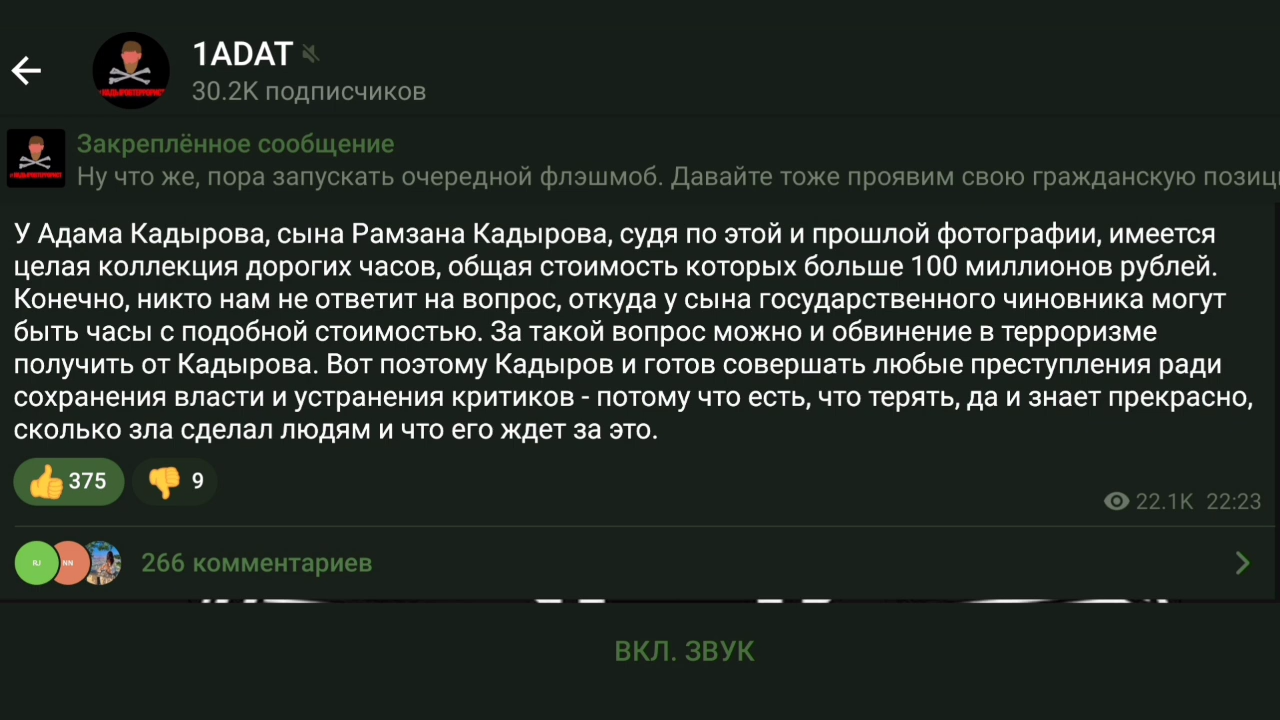 1ADAT
30.2K подписчиков
Закреплённое сообщение
Ну что же, пора запускать очередной флэшмоб. Давайте тоже проявим свою гражданскую позиц
У Адама Кадырова, сына Рамзана Кадырова, судя по этой и прошлой фотографии, имеется
целая коллекция дорогих часов, общая стоимость которых больше 100 миллионов рублей.
Конечно, никто нам не ответит на вопрос, откуда у сына государственного чиновника могут
быть часы с подобной стоимостью. За такой вопрос можно и обвинение в терроризме
получить от Кадырова. Вот поэтому Кадыров и готов совершать любые преступления ради
сохранения власти и устранения критиков - потому что есть, что терять, да и знает прекрасно,
сколько зла сделал людям и что его ждет за это.
👍 375 👎 9
22.1K 22:23
RJ NN 266 комментариев
ВКЛ. ЗВУК